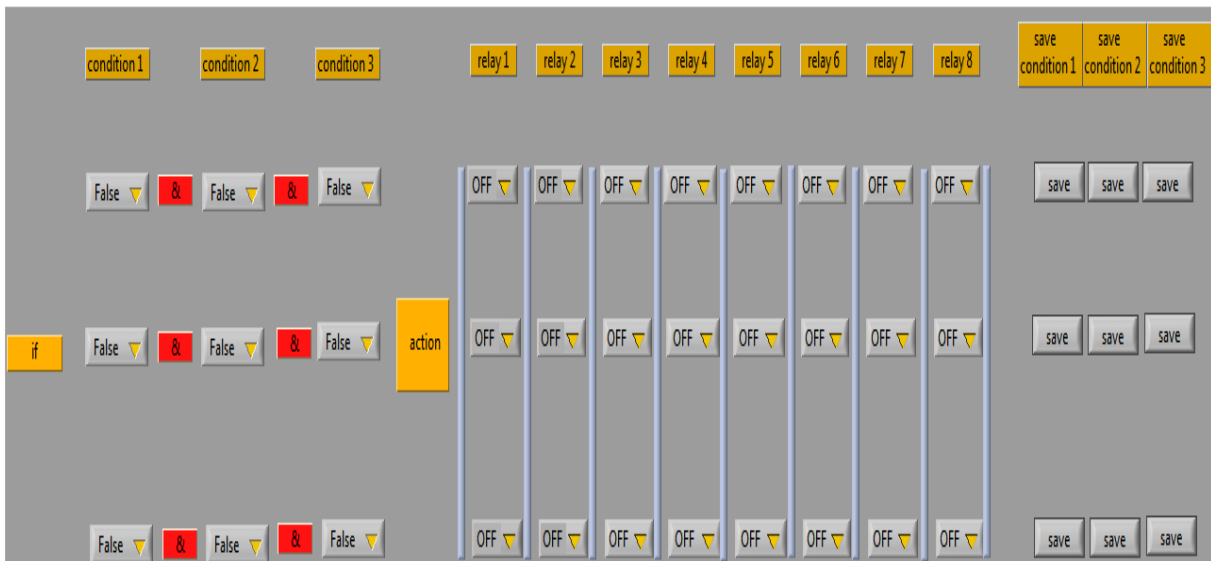 condition 1 condition 2 condition 3 relay 1 relay 2 relay 3 relay 4 relay 5 relay 6 relay 7 relay 8 save condition 1 save condition 2 save condition 3
False & False & False OFF OFF OFF OFF OFF OFF OFF OFF save save save
if False & False & False action OFF OFF OFF OFF OFF OFF OFF OFF save save save
False & False & False OFF OFF OFF OFF OFF OFF OFF OFF save save save